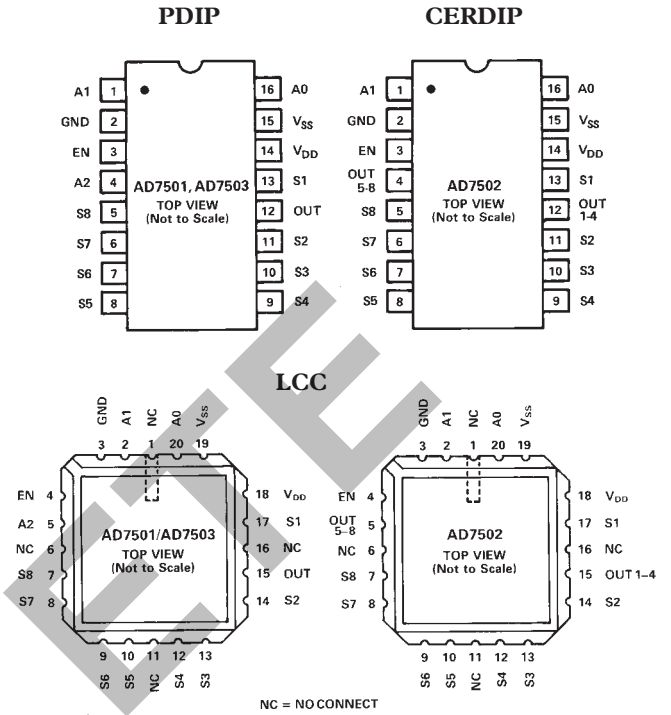 PDIP
A1 1
GND 2
EN 3
A2 4
S8 5
S7 6
S6 7
S5 8
AD7501, AD7503
TOP VIEW
(Not to Scale)
16 A0
15 VSS
14 VDD
13 S1
12 OUT
11 S2
10 S3
9 S4
CERDIP
A1 1
GND 2
EN 3
OUT
5-8 4
S8 5
S7 6
S6 7
S5 8
AD7502
TOP VIEW
(Not to Scale)
16 A0
15 VSS
14 VDD
13 S1
12 OUT
1-4
11 S2
10 S3
9 S4
LCC
GND A1 NC A0 VSS
3 2 1 20 19
EN 4
A2 5
NC 6
S8 7
S7 8
AD7501/AD7503
TOP VIEW
(Not to Scale)
18 VDD
17 S1
16 NC
15 OUT
14 S2
9 10 11 12 13
S6 S5 NC S4 S3
GND A1 NC A0 VSS
3 2 1 20 19
EN 4
OUT
5-8 5
NC 6
S8 7
S7 8
AD7502
TOP VIEW
(Not to Scale)
18 VDD
17 S1
16 NC
15 OUT 1-4
14 S2
9 10 11 12 13
S6 S5 NC S4 S3
NC = NO CONNECT